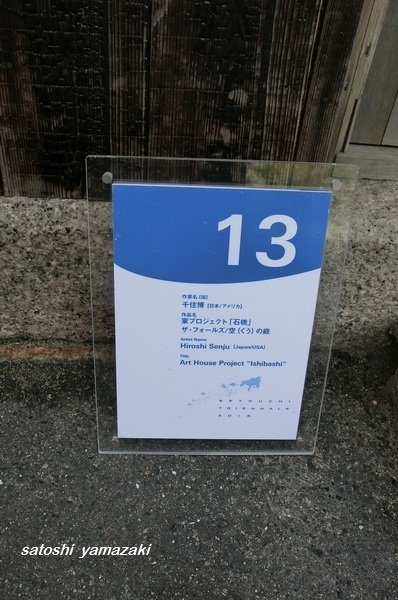 13
作家名 [国]
千住博 [日本/アメリカ]
作品名
家プロジェクト「石橋」
ザ・フォールズ/空(くう)の庭
Artist Name
Hiroshi Senju [Japan/USA]
Title
Art House Project "Ishibashi"
SETOUCHI
TRIENNALE
2016
satoshi yamazaki